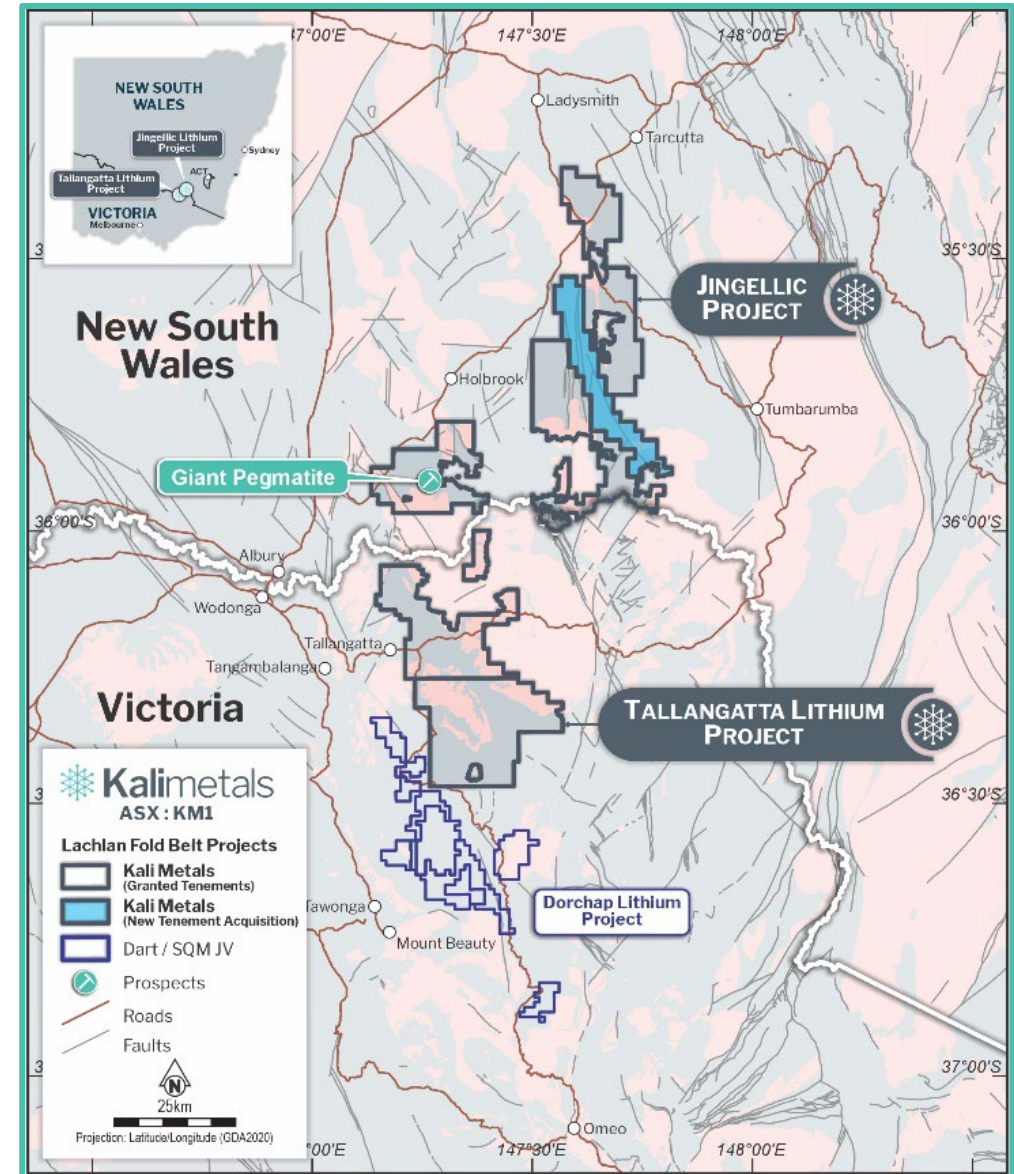 147°30'E
148°00'E
NEW SOUTH
WALES
Jingellic Lithium
Project
Sydney
ACT
Tallangatta Lithium
Project
VICTORIA
Melbourne
Ladysmith
Tarcutta
35°30'S
JINGELLIC
PROJECT
New South
Wales
Holbrook
Tumbarumba
Giant Pegmatite
36°00'S
36°00'S
Albury
Wodonga
Tallangatta
Tangambalanga
Victoria
TALLANGATTA LITHIUM
PROJECT
Kalimetals
ASX : KM1
Lachlan Fold Belt Projects
Kali Metals
(Granted Tenements)
Kali Metals
(New Tenement Acquisition)
Dart / SQM JV
Prospects
Roads
Faults
N
25km
Projection: Latitude/Longitude (GDA2020)
36°30'S
Dorchap Lithium
Project
Mount Beauty
37°00'S
Omeo
147°30'E
148°00'E